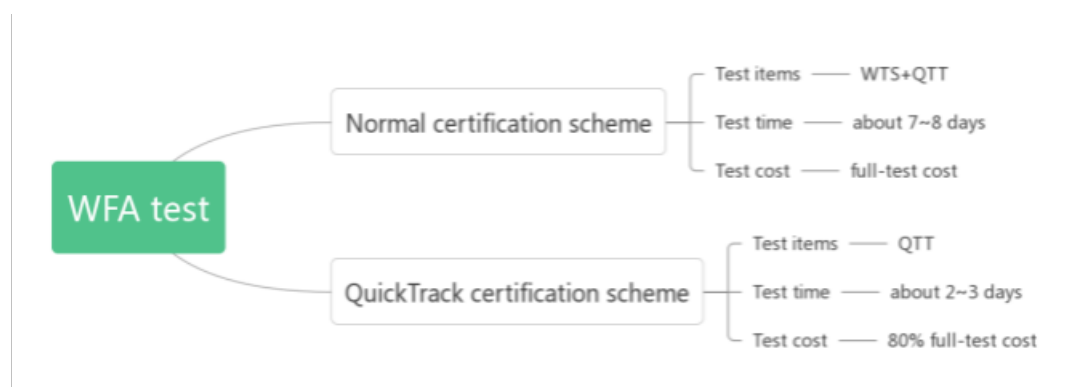 WFA test
Normal certification scheme
Test items
WTS+QTT
Test time
about 7~8 days
Test cost
full-test cost
QuickTrack certification scheme
Test items
QTT
Test time
about 2~3 days
Test cost
80% full-test cost